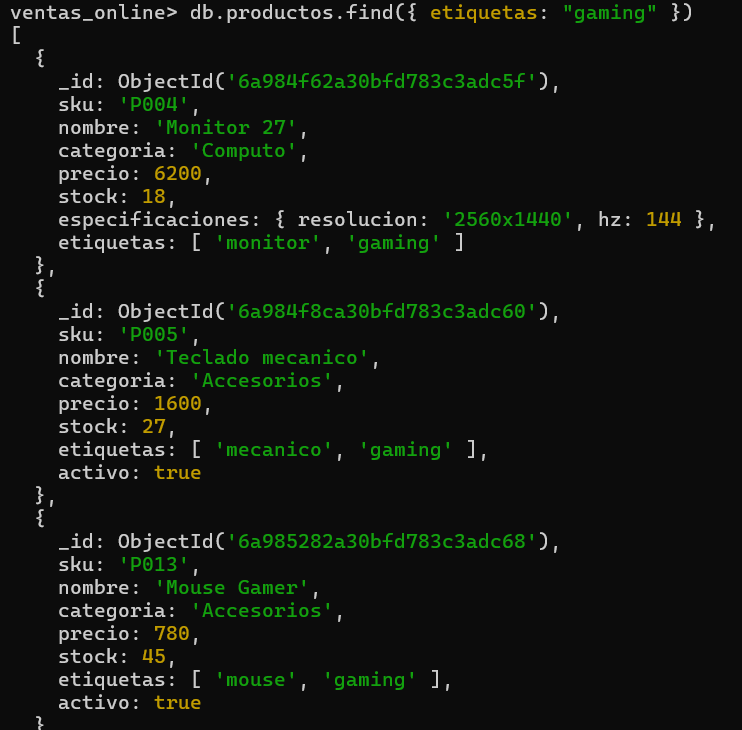 ventas_online> db.productos.find({ etiquetas: "gaming" })
[
  {
    _id: ObjectId('6a984f62a30bfd783c3adc5f'),
    sku: 'P004',
    nombre: 'Monitor 27',
    categoria: 'Computo',
    precio: 6200,
    stock: 18,
    especificaciones: { resolucion: '2560x1440', hz: 144 },
    etiquetas: [ 'monitor', 'gaming' ]
  },
  {
    _id: ObjectId('6a984f8ca30bfd783c3adc60'),
    sku: 'P005',
    nombre: 'Teclado mecanico',
    categoria: 'Accesorios',
    precio: 1600,
    stock: 27,
    etiquetas: [ 'mecanico', 'gaming' ],
    activo: true
  },
  {
    _id: ObjectId('6a985282a30bfd783c3adc68'),
    sku: 'P013',
    nombre: 'Mouse Gamer',
    categoria: 'Accesorios',
    precio: 780,
    stock: 45,
    etiquetas: [ 'mouse', 'gaming' ],
    activo: true
  }